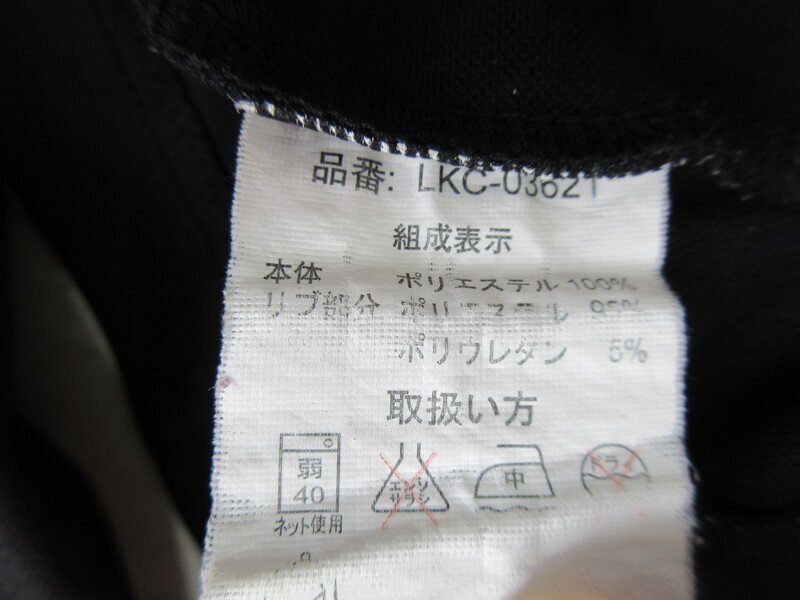 品番: LKC-03621
組成表示
本体 ポリエステル 100%
リブ部分 ポリエステル 95%
ポリウレタン 5%
取扱い方
弱 エンソ 中 ドライ
40 サラシ
ネット使用